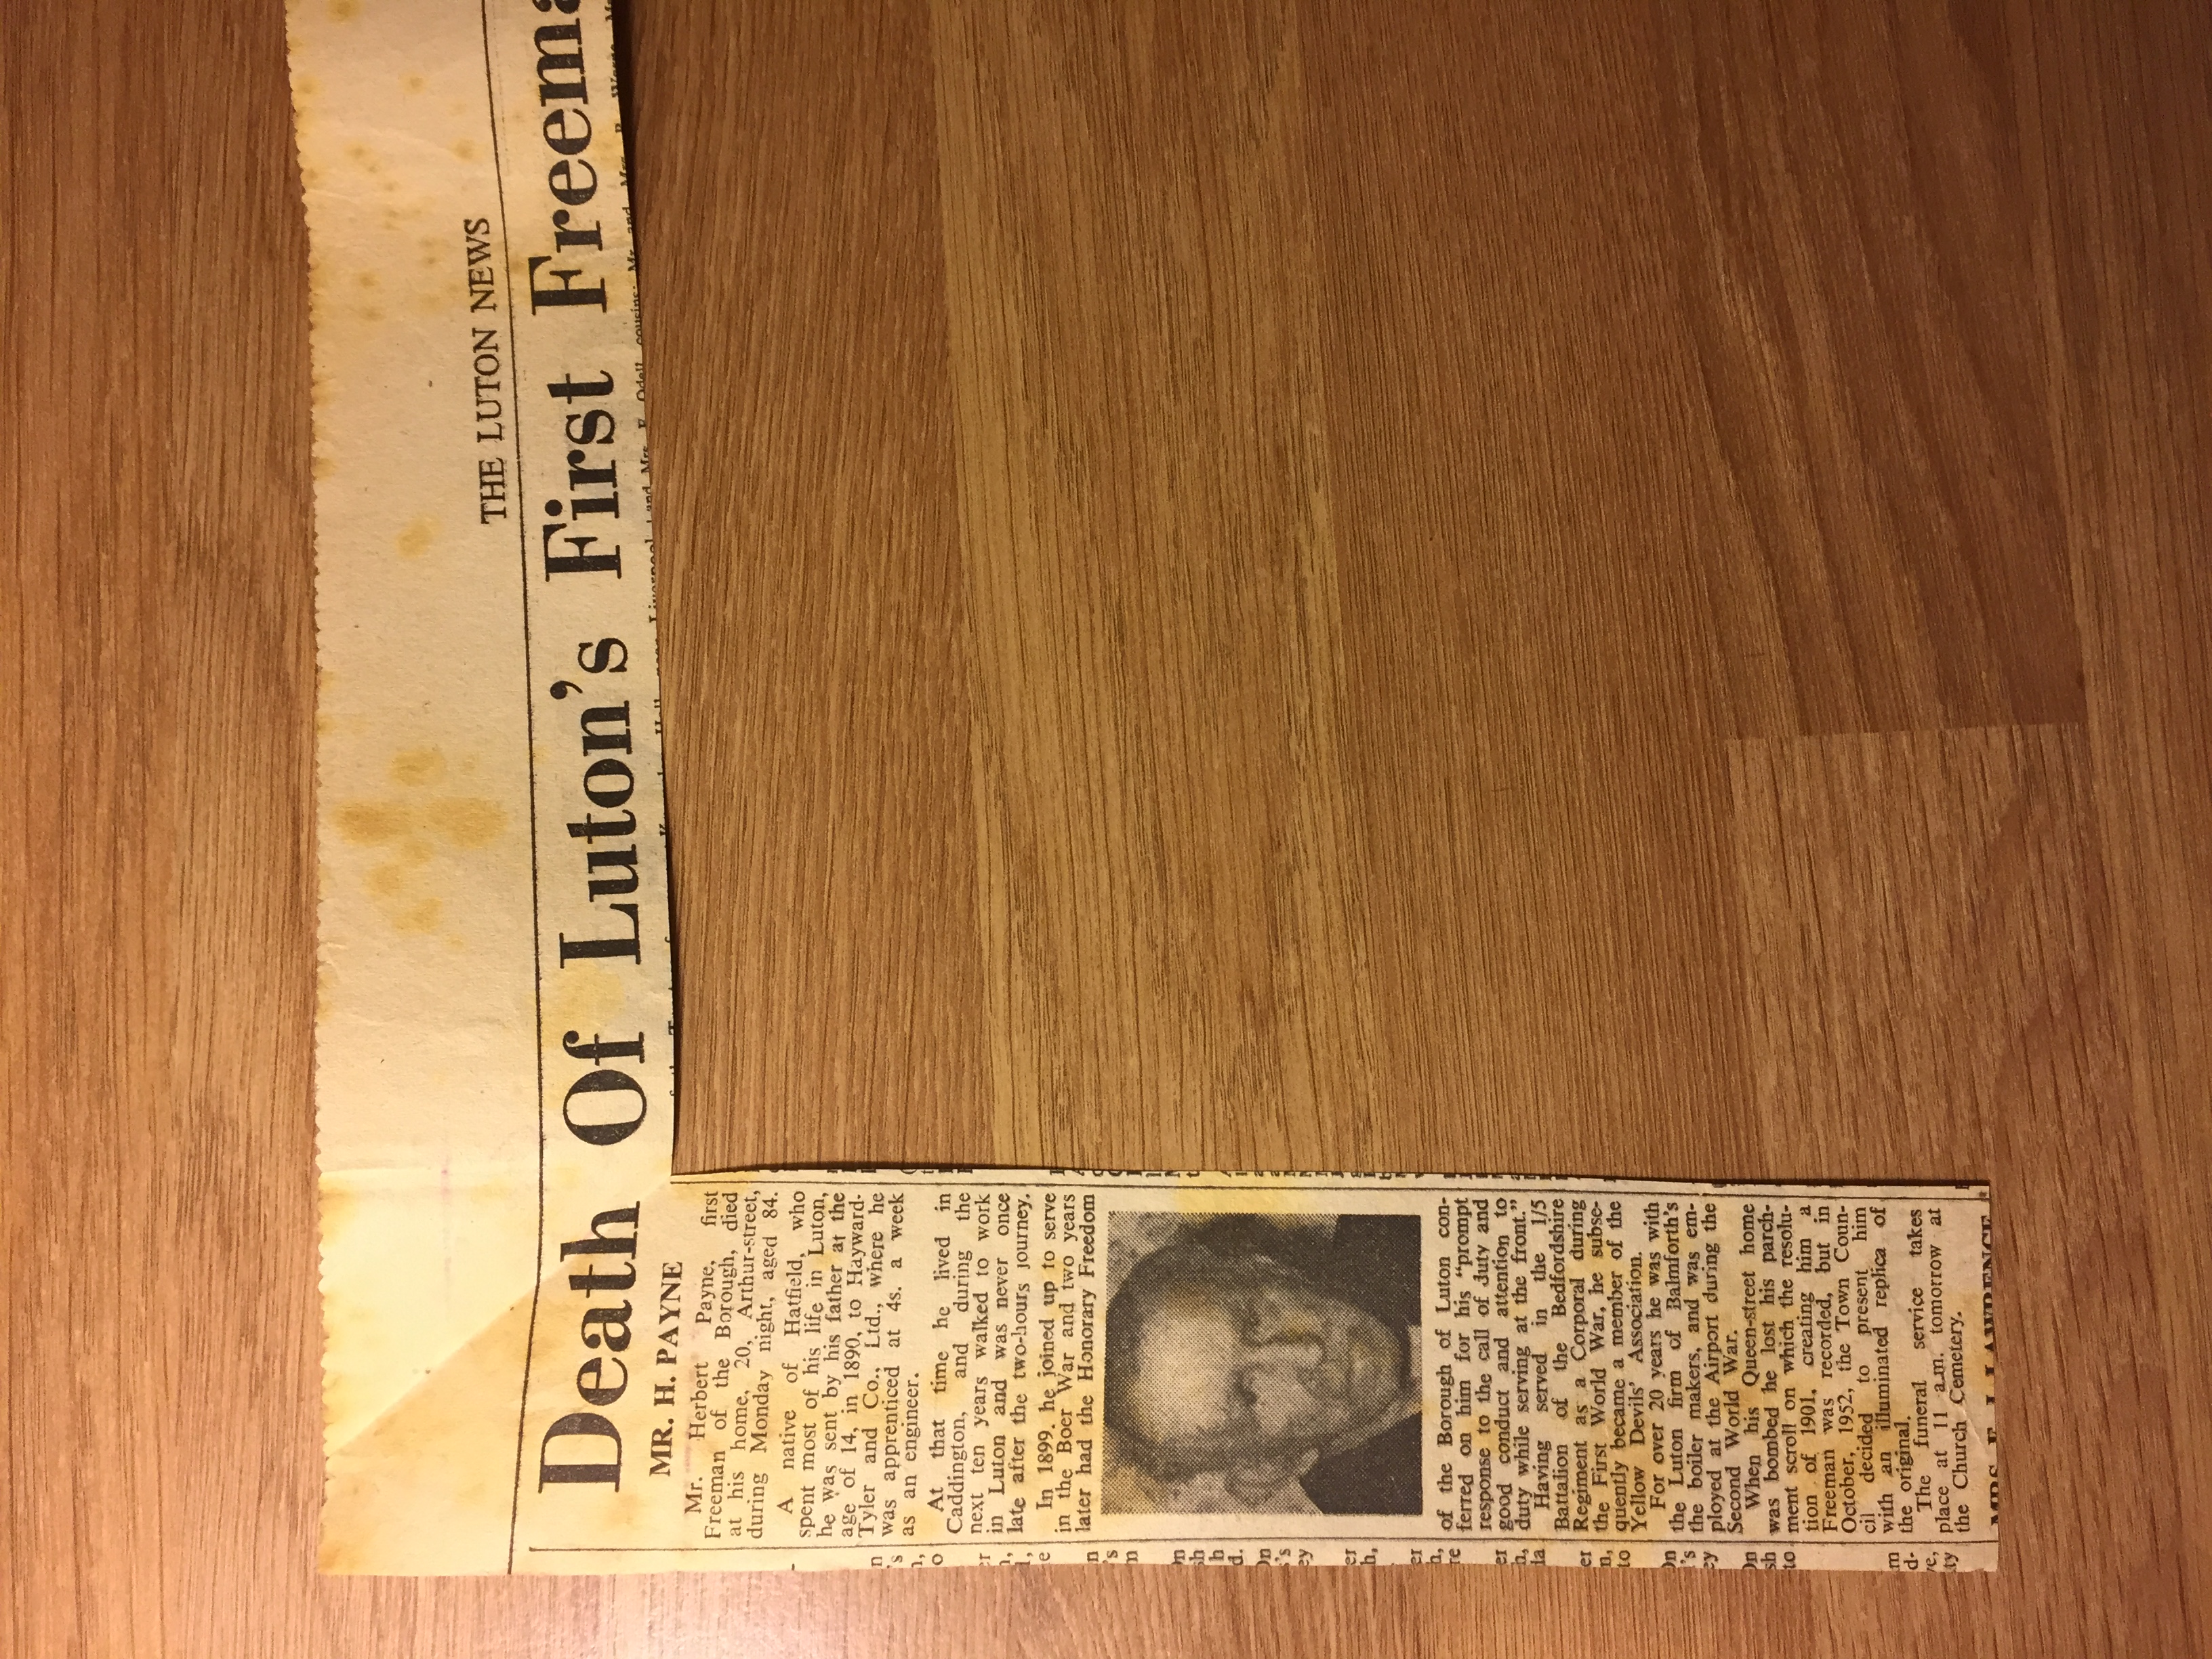 THE LUTON NEWS
Death Of Luton's First Freema
MR. H. PAYNE
Mr. Herbert Payne, first
Freeman of the Borough, died
at his home, 20, Arthur-street,
during Monday night, aged 84.
A native of Hatfield, who
spent most of his life in Luton,
he was sent by his father at the
age of 14, in 1890, to Hayward-
Tyler and Co., Ltd., where he
was apprenticed at 4s. a week
as an engineer.
At that time he lived in
Caddington, and during the
next ten years walked to work
in Luton and was never once
late after the two-hours journey.
In 1899, he joined up to serve
in the Boer War and two years
later had the Honorary Freedom
of the Borough of Luton con-
ferred on him for his "prompt
response to the call of duty and
good conduct and attention to
duty while serving at the front."
Having served in the 1/5
Battalion of the Bedfordshire
Regiment as a Corporal during
the First World War, he subse-
quently became a member of the
Yellow Devils' Association.
For over 20 years he was with
the Luton firm of Balmforth's
the boiler makers, and was em-
ployed at the Airport during the
Second World War.
When his Queen-street home
was bombed he lost his parch-
ment scroll on which the resolu-
tion of 1901, creating him a
Freeman was recorded, but in
October, 1952, the Town Coun-
cil decided to present him
with an illuminated replica of
the original.
The funeral service takes
place at 11 a.m. tomorrow at
the Church Cemetery.
MRS. E. J. LAWRENCE